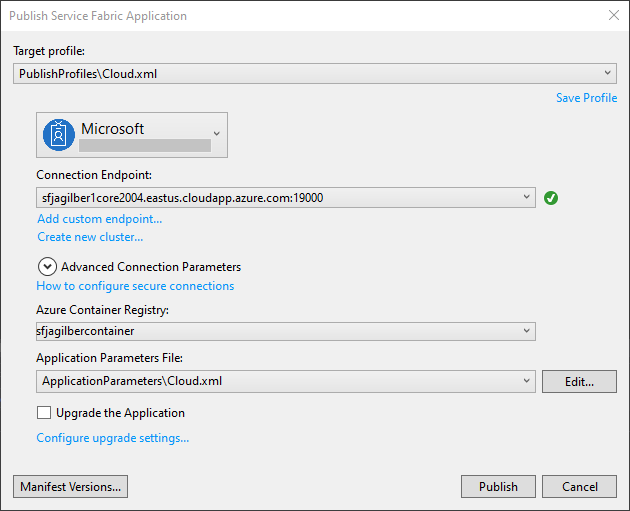 Publish Service Fabric Application
Target profile:
PublishProfiles\Cloud.xml
Save Profile
Microsoft
Connection Endpoint:
sfjagilber1core2004.eastus.cloudapp.azure.com:19000
Add custom endpoint...
Create new cluster...
Advanced Connection Parameters
How to configure secure connections
Azure Container Registry:
sfjagilbercontainer
Application Parameters File:
ApplicationParameters\Cloud.xml
Edit...
Upgrade the Application
Configure upgrade settings...
Manifest Versions...
Publish
Cancel